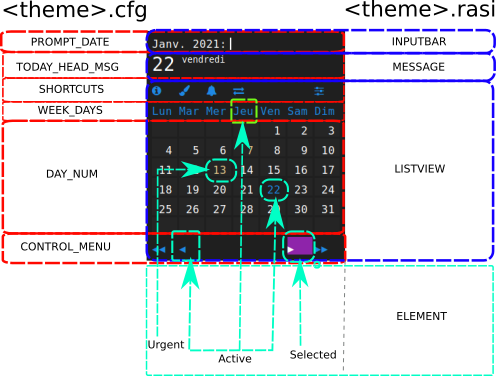 <theme>.cfg <theme>.rasi
PROMPT_DATE Janv. 2021: INPUTBAR
TODAY_HEAD_MSG 22 vendredi MESSAGE
SHORTCUTS
WEEK_DAYS Lun Mar Mer Jeu Ven Sam Dim
1 2 3
4 5 6 7 8 9 10
DAY_NUM 11 12 13 14 15 16 17 LISTVIEW
18 19 20 21 22 23 24
25 26 27 28 29 30 31
CONTROL_MENU
ELEMENT
Urgent Active Selected